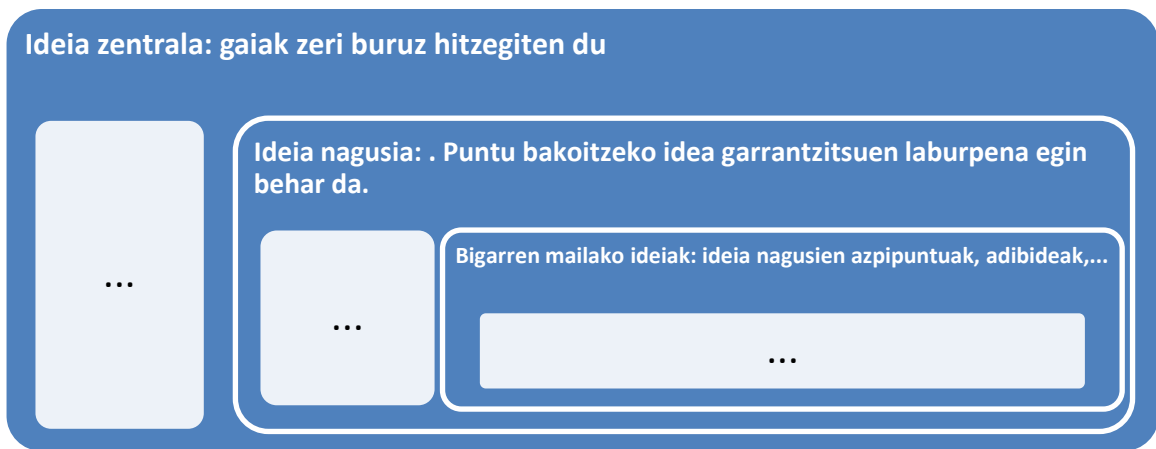 Ideia zentrala: gaiak zeri buruz hitzegiten du
...
Ideia nagusia: . Puntu bakoitzeko idea garrantzitsuen laburpena egin
behar da.
...
Bigarren mailako ideiak: ideia nagusien azpipuntuak, adibideak,...
...